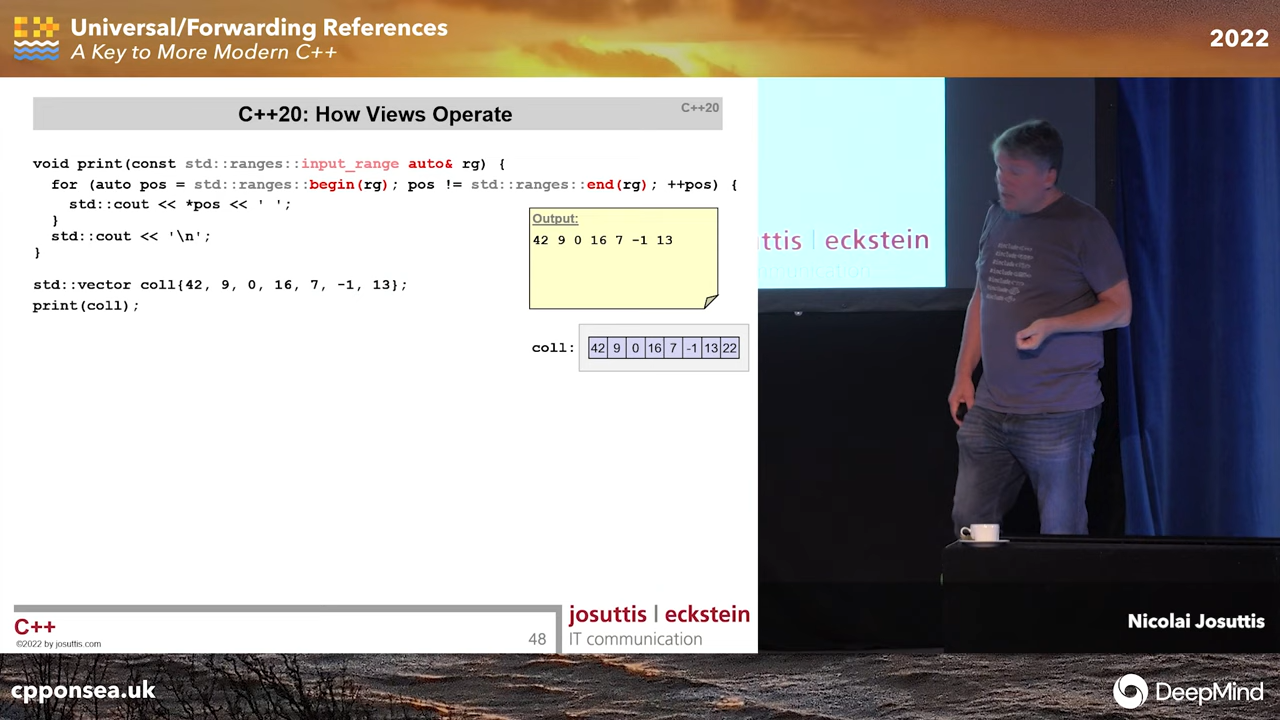 Universal/Forwarding References
A Key to More Modern C++
2022
C++20: How Views Operate
C++20
void print(const std::ranges::input_range auto& rg) {
for (auto pos = std::ranges::begin(rg); pos != std::ranges::end(rg); ++pos) {
std::cout << *pos << ' ';
}
std::cout << '\n';
}
std::vector coll{42, 9, 0, 16, 7, -1, 13};
print(coll);
Output:
42 9 0 16 7 -1 13
coll:
42 9 0 16 7 -1 13 22
ttis | eckstein
C++
©2022 by josuttis.com
48
josuttis | eckstein
IT communication
Nicolai Josuttis
cpponsea.uk
DeepMind